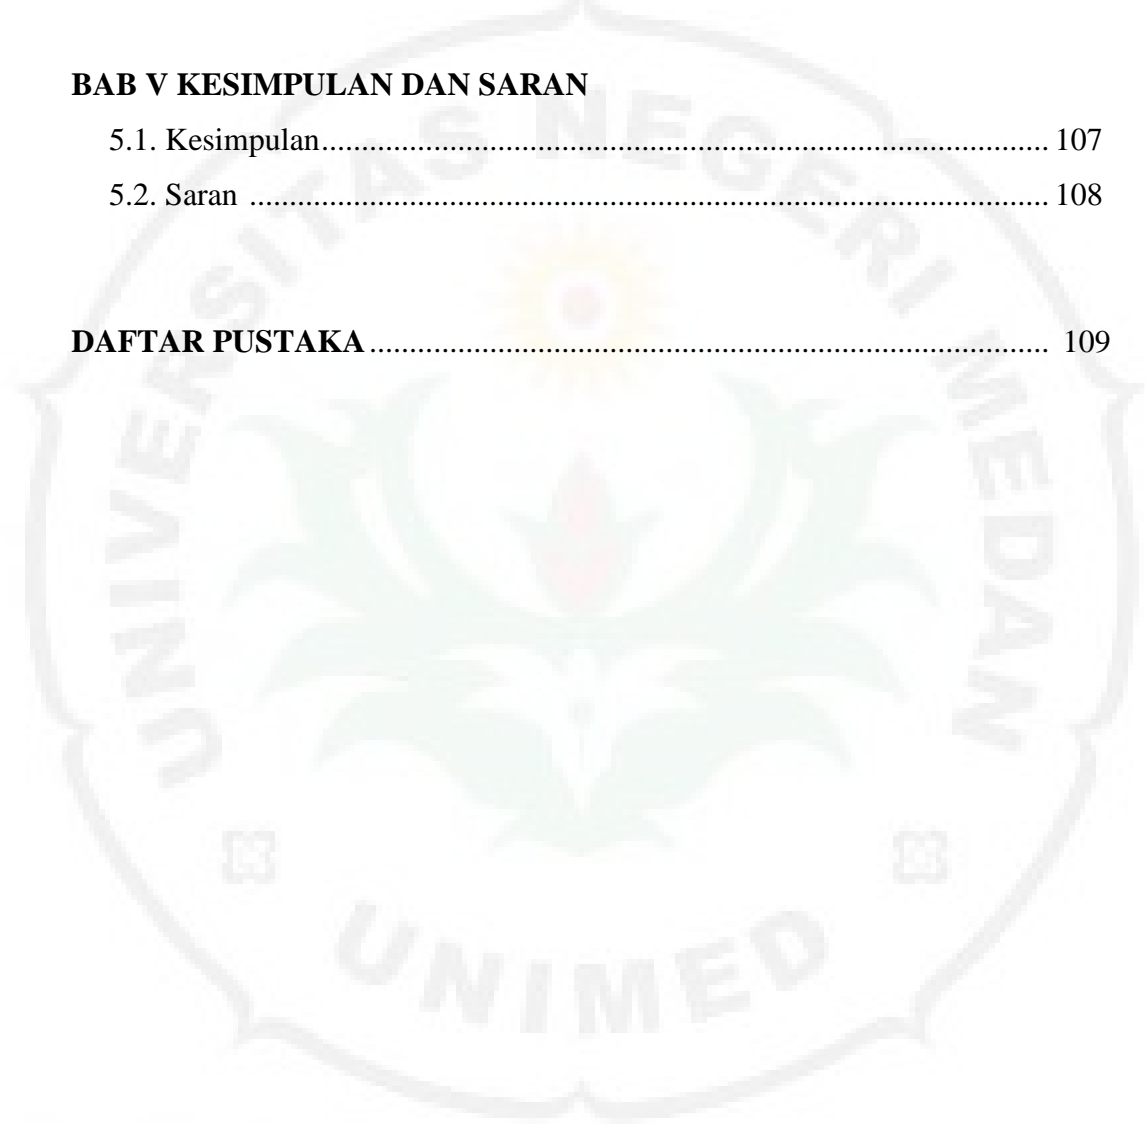 BAB V KESIMPULAN DAN SARAN
5.1. Kesimpulan........................................................................................... 107
5.2. Saran .................................................................................................... 108
DAFTAR PUSTAKA..................................................................................... 109
UNIVERSITAS NEGERI MEDAN
UNIMED